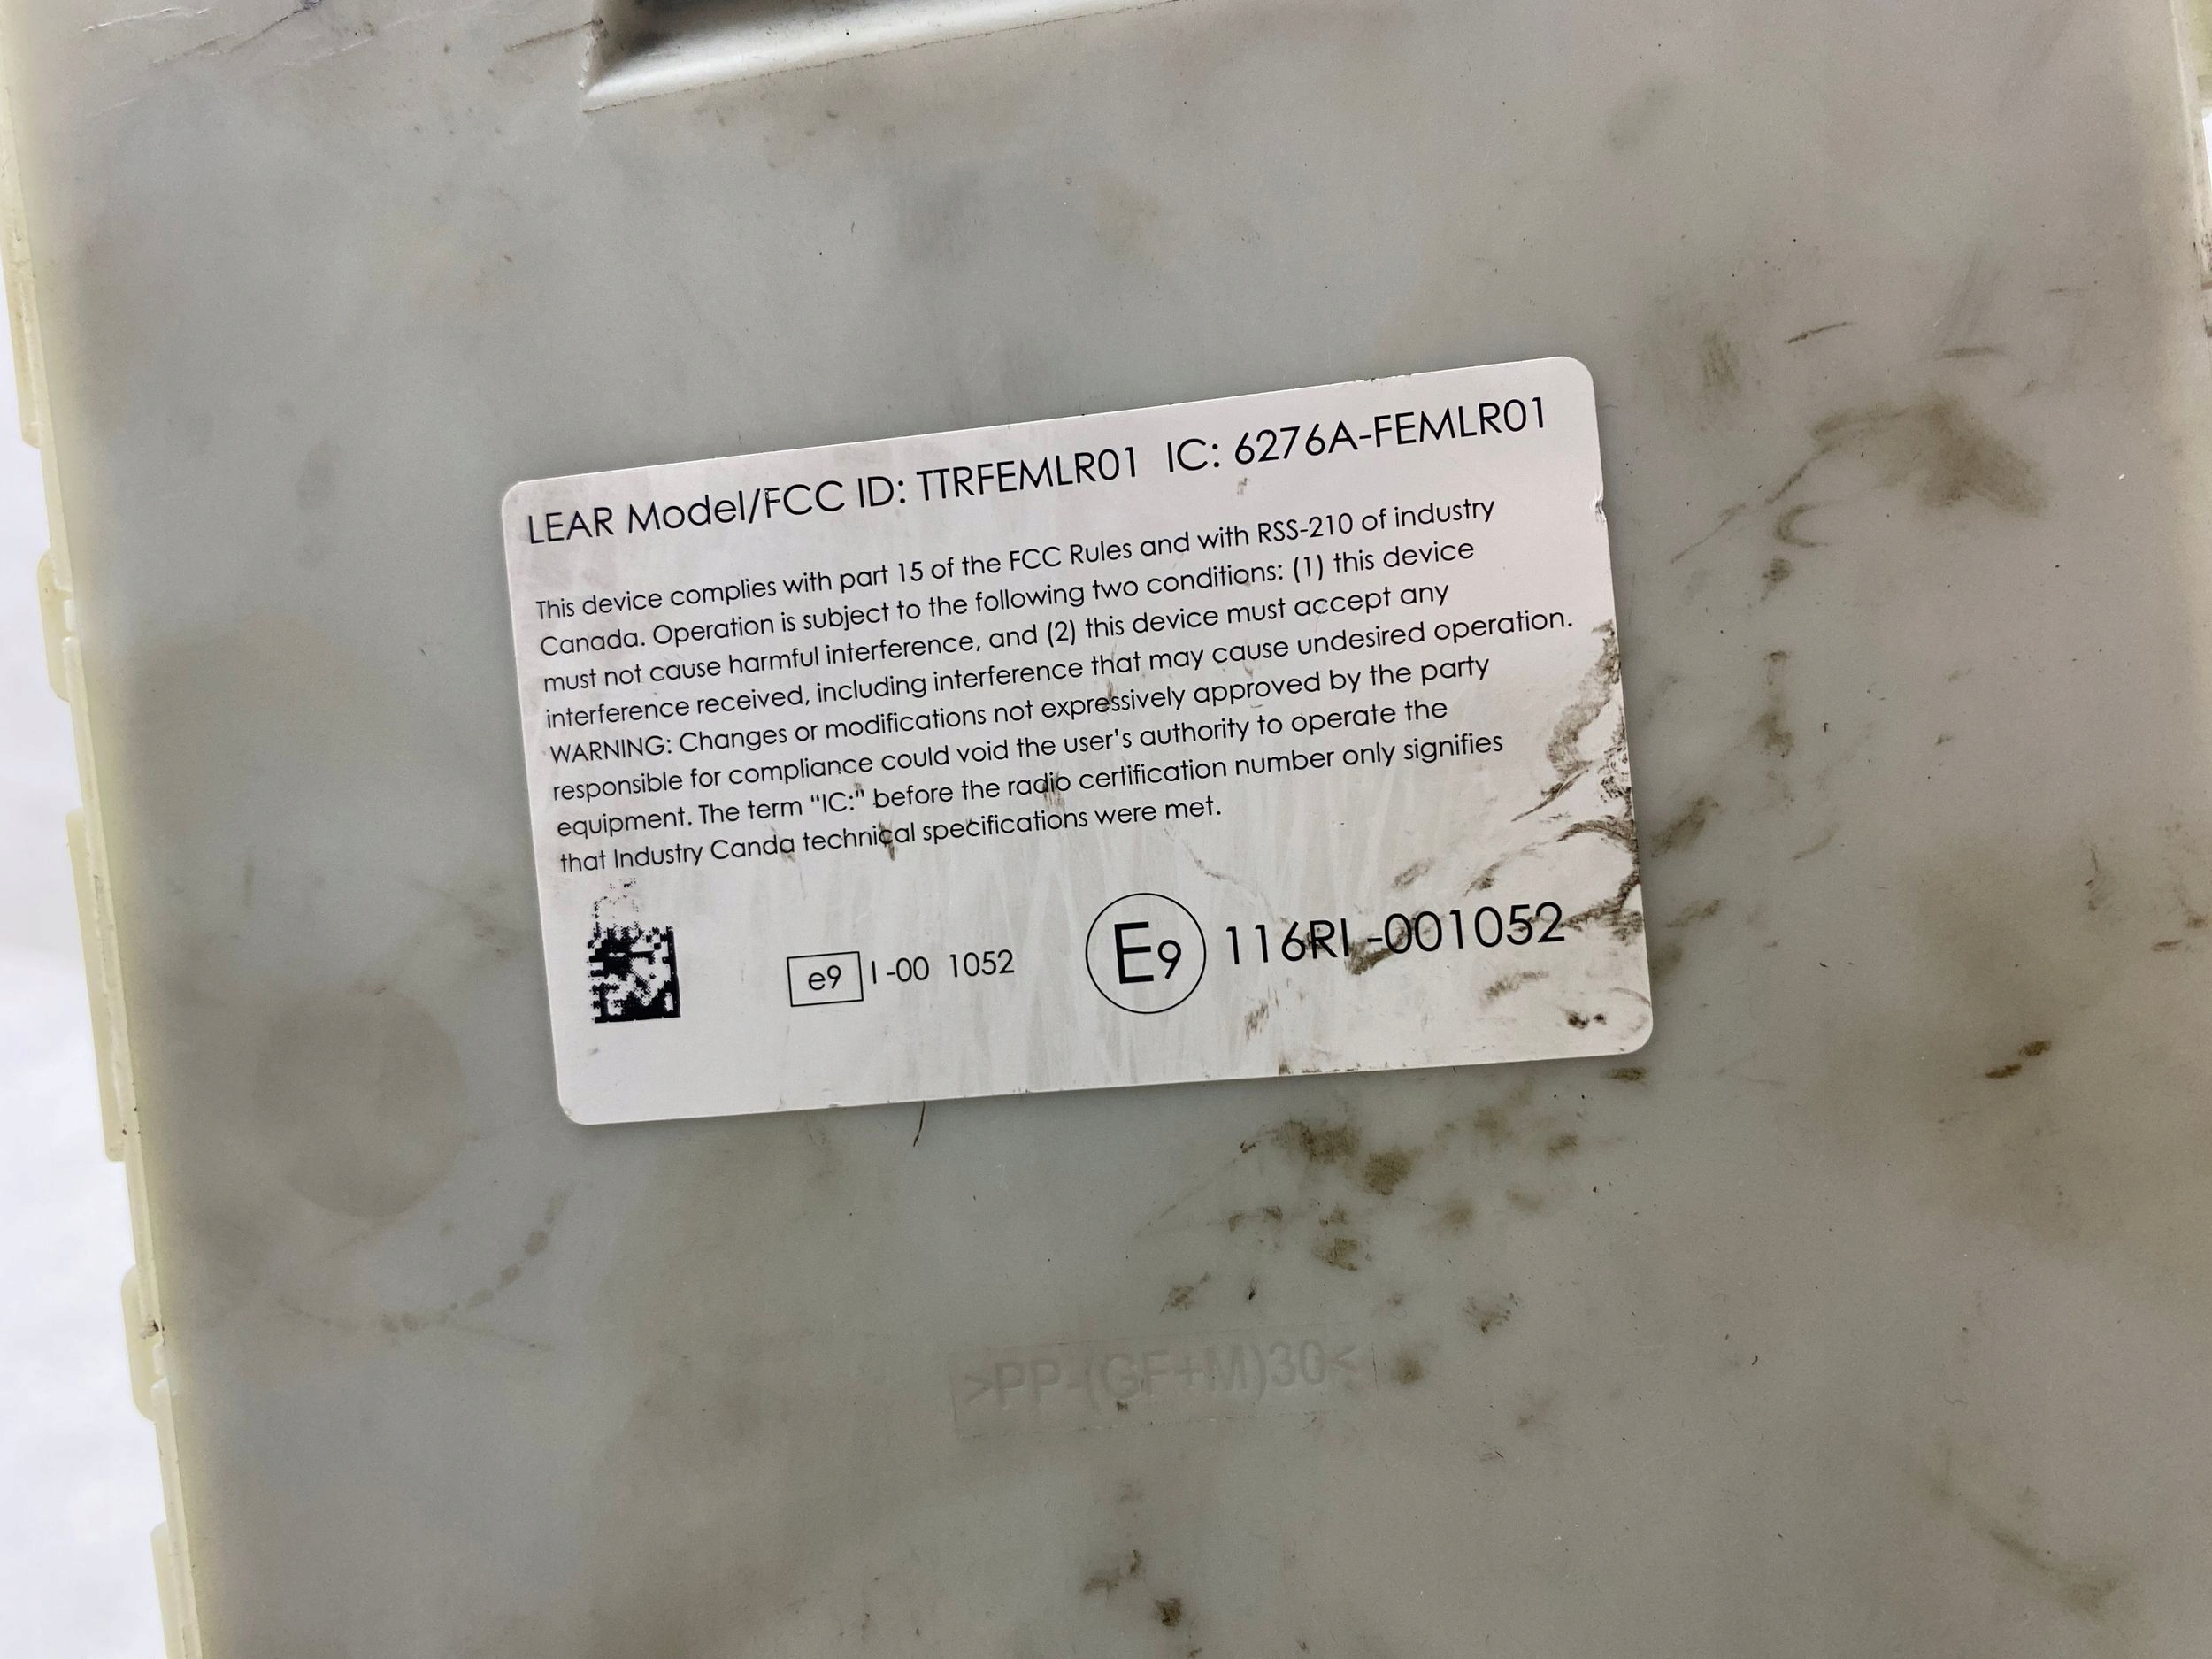 LEAR Model/FCC ID: TTRFEMLR01 IC: 6276A-FEMLR01
This device complies with part 15 of the FCC Rules and with RSS-210 of industry
Canada. Operation is subject to the following two conditions: (1) this device
must not cause harmful interference, and (2) this device must accept any
interference received, including interference that may cause undesired operation.
WARNING: Changes or modifications not expressively approved by the party
responsible for compliance could void the user's authority to operate the
equipment. The term “IC:” before the radio certification number only signifies
that Industry Canda technical specifications were met.
e9 I-00 1052 E9 116RI-001052
>PP-(GF+M)30<